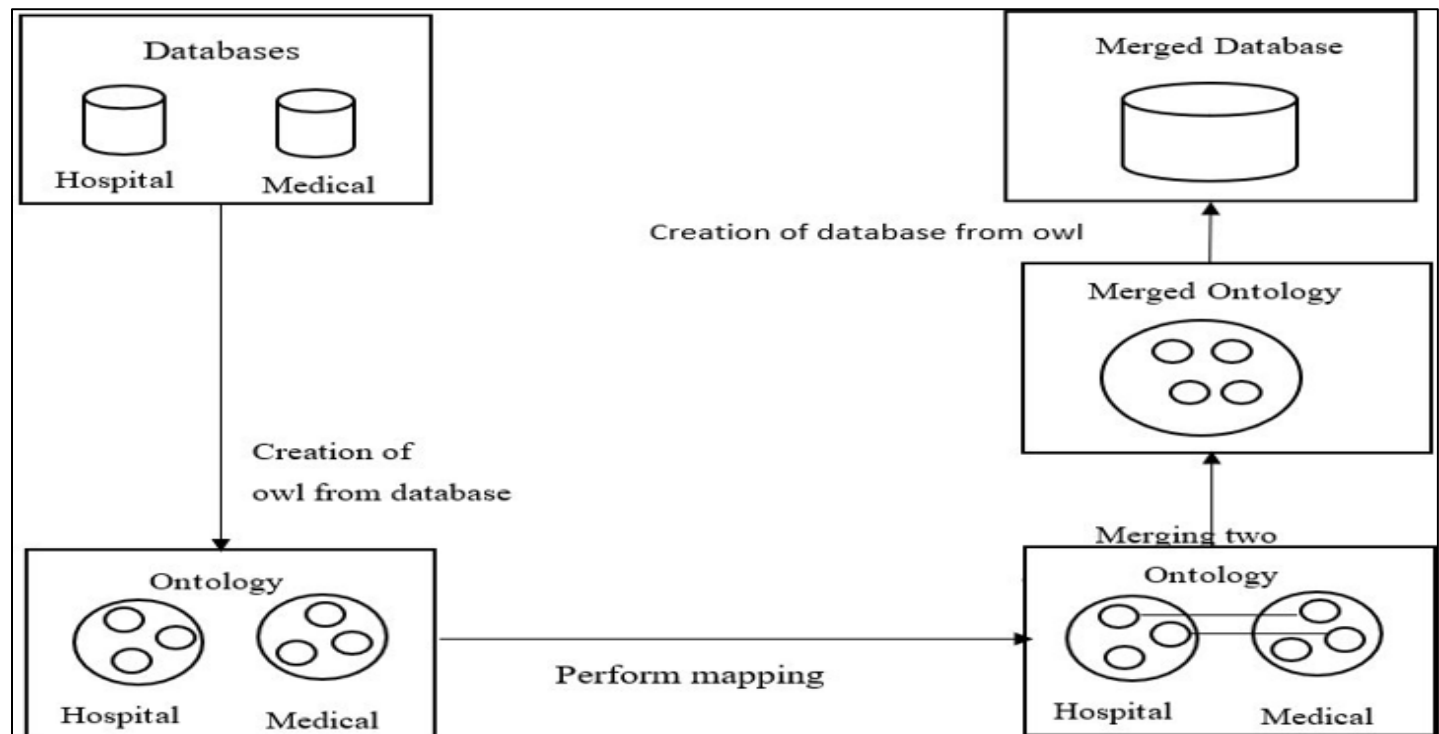 Databases
Hospital
Medical
Creation of
owl from database
Ontology
Hospital
Medical
Perform mapping
Ontology
Hospital
Medical
Merging two
Merged Ontology
Creation of database from owl
Merged Database